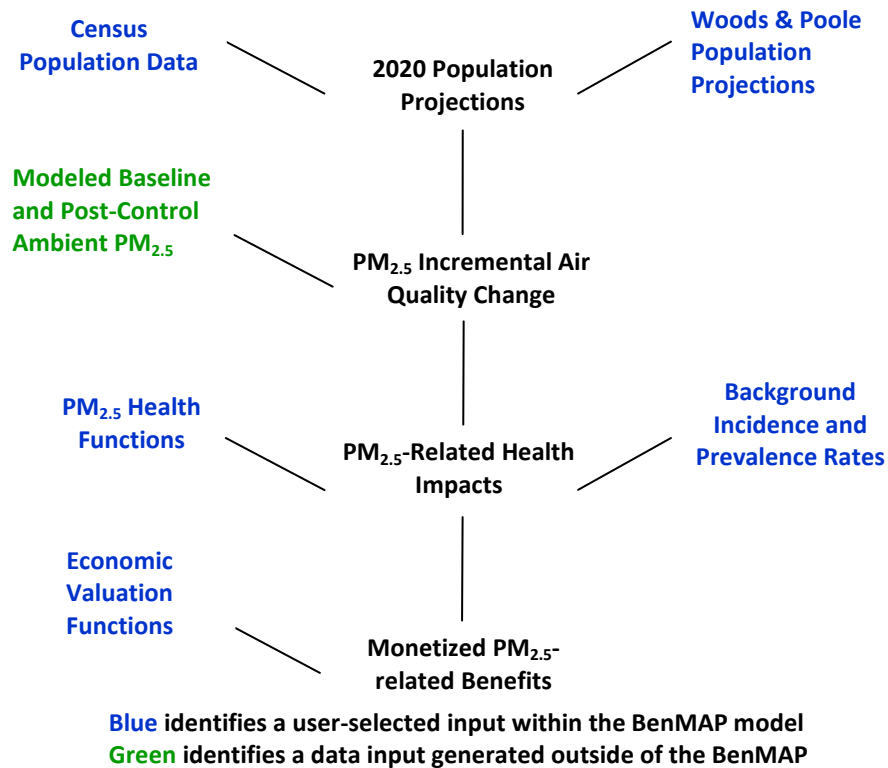 Census
Population Data
Woods & Poole
Population
Projections
2020 Population
Projections
Modeled Baseline
and Post-Control
Ambient PM2.5
PM2.5 Incremental Air
Quality Change
PM2.5 Health
Functions
Background
Incidence and
Prevalence Rates
PM2.5-Related Health
Impacts
Economic
Valuation
Functions
Monetized PM2.5-
related Benefits
Blue identifies a user-selected input within the BenMAP model
Green identifies a data input generated outside of the BenMAP